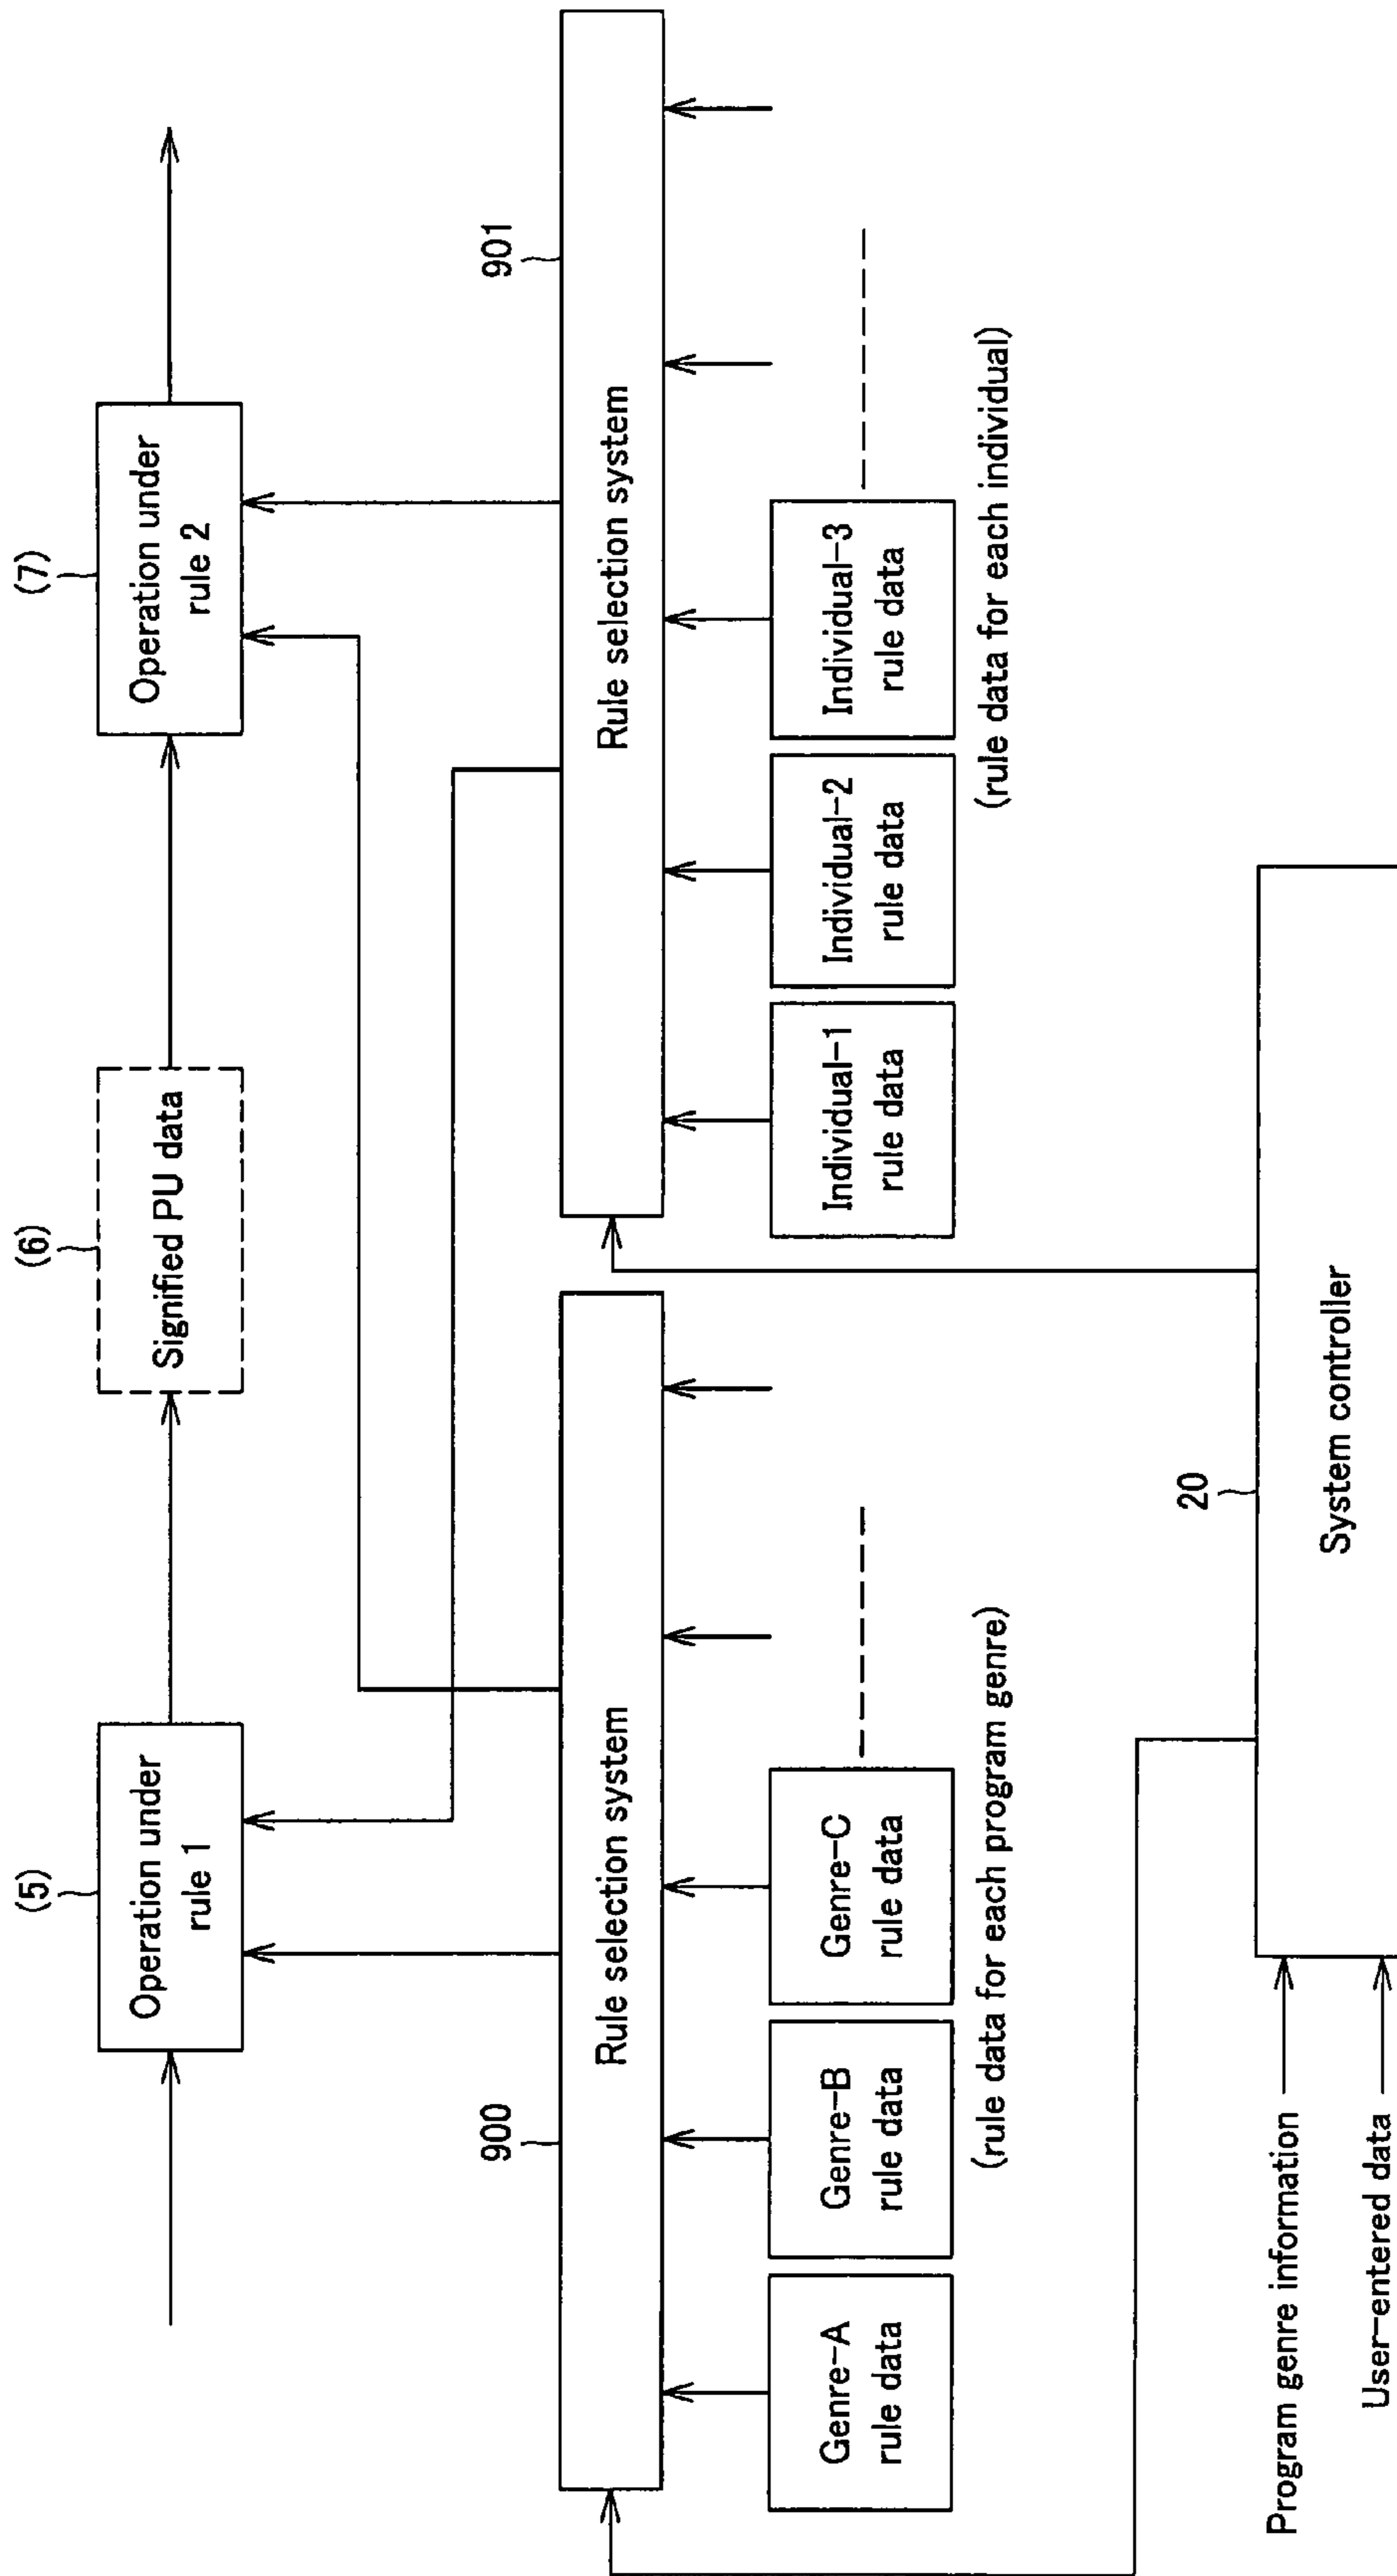 (5)
(6)
(7)
Operation under
rule 1
Signified PU data
Operation under
rule 2
900
901
Rule selection system
Rule selection system
Genre-A
rule data
Genre-B
rule data
Genre-C
rule data
Individual-1
rule data
Individual-2
rule data
Individual-3
rule data
(rule data for each program genre)
(rule data for each individual)
20
Program genre information
User-entered data
System controller